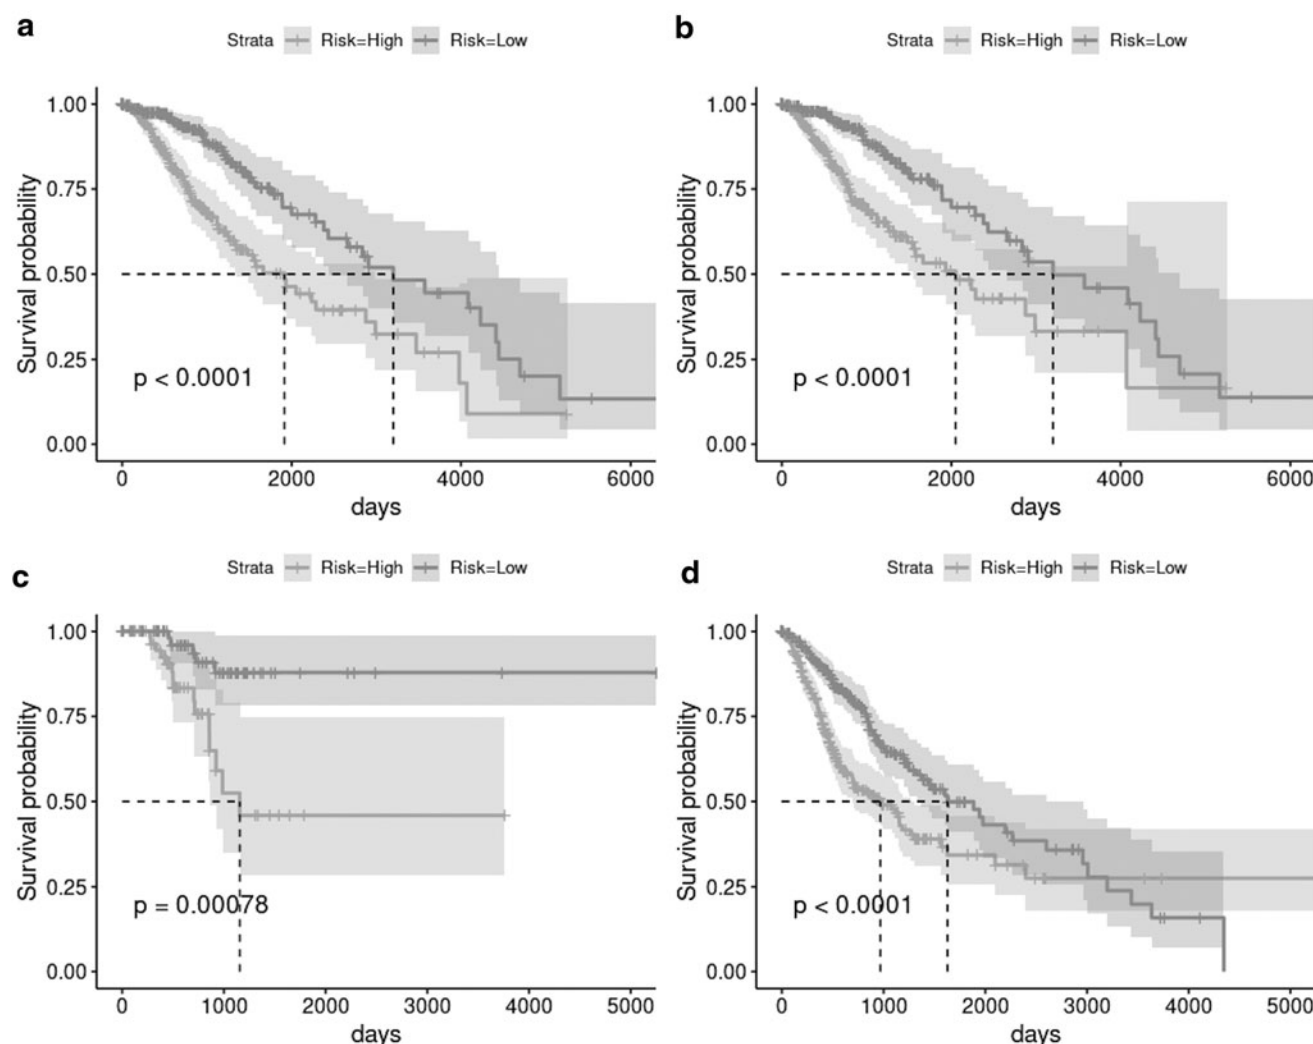 a
Strata Risk=High Risk=Low
Survival probability
1.00
0.75
0.50
0.25
0.00
p < 0.0001
0 2000 4000 6000
days
b
Strata Risk=High Risk=Low
Survival probability
1.00
0.75
0.50
0.25
0.00
p < 0.0001
0 2000 4000 6000
days
c
Strata Risk=High Risk=Low
Survival probability
1.00
0.75
0.50
0.25
0.00
p = 0.00078
0 1000 2000 3000 4000 5000
days
d
Strata Risk=High Risk=Low
Survival probability
1.00
0.75
0.50
0.25
0.00
p < 0.0001
0 1000 2000 3000 4000 5000
days